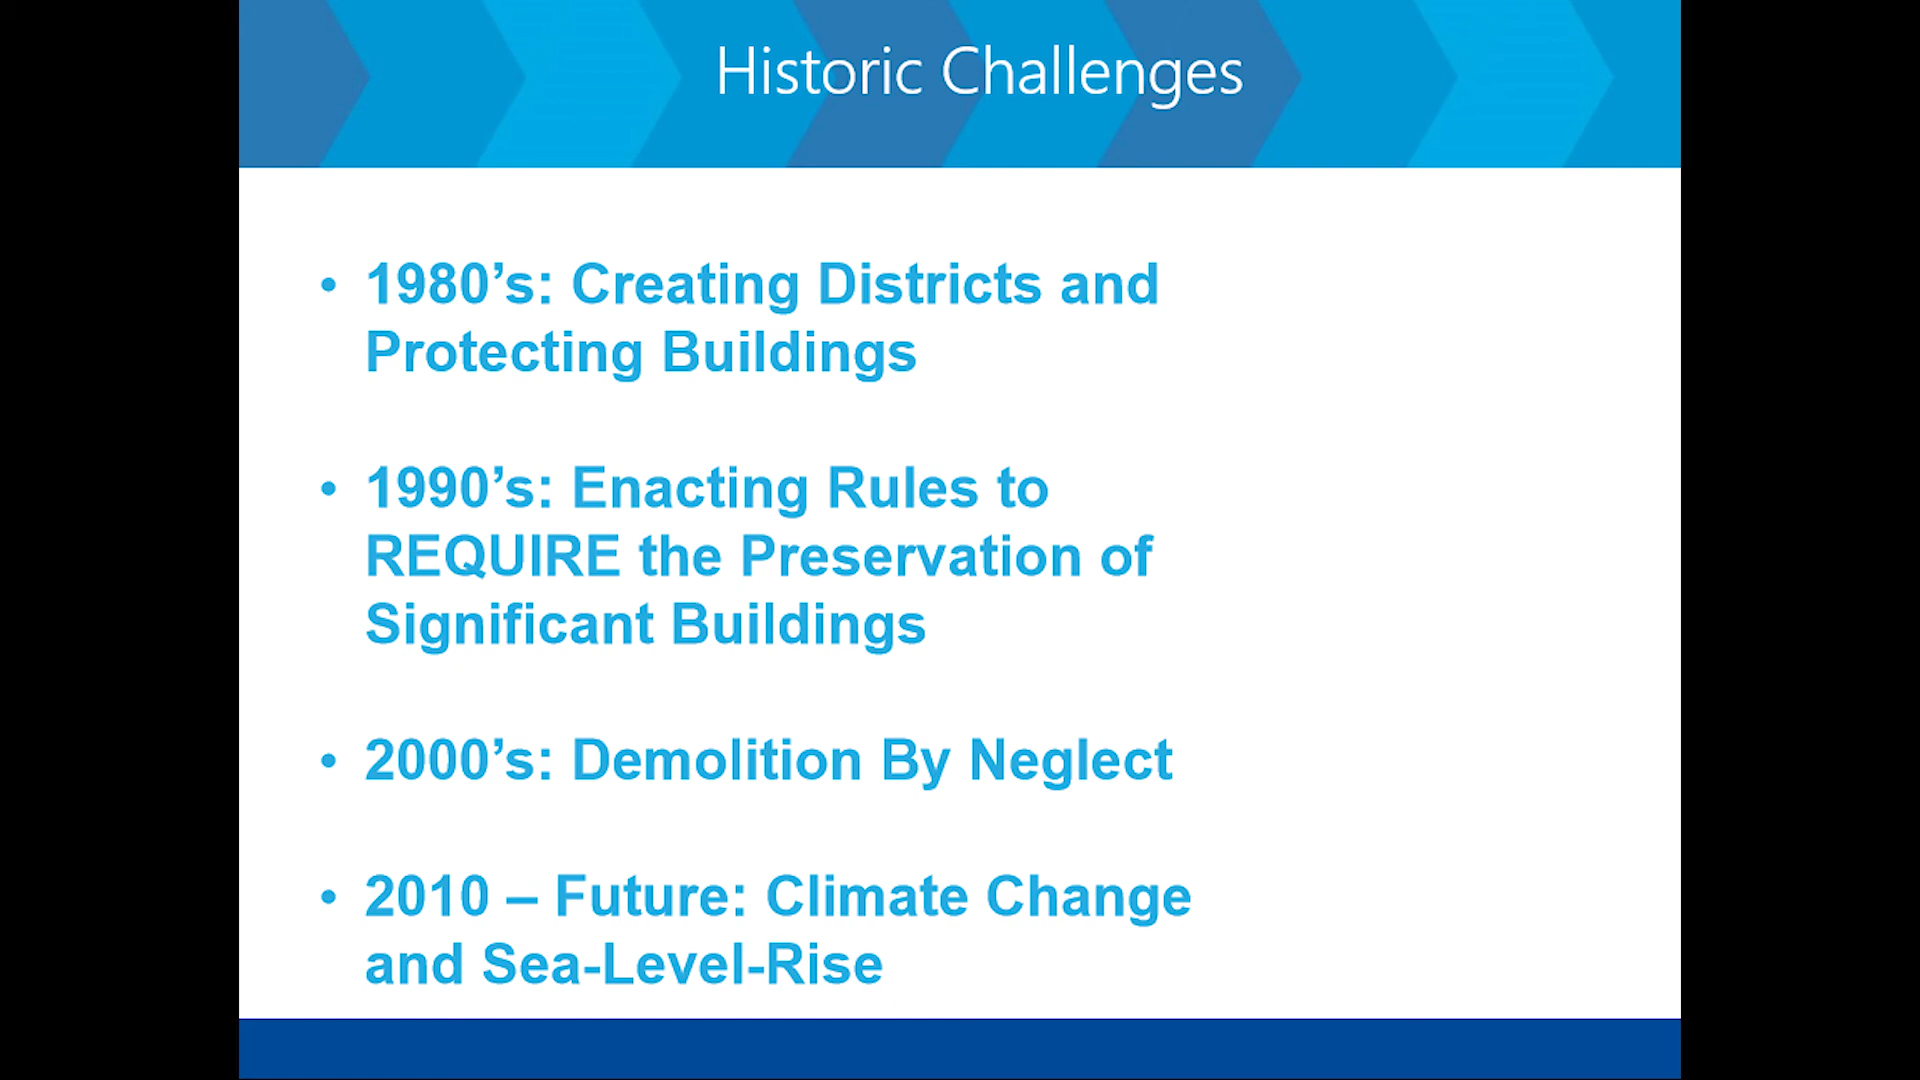 Historic Challenges
• 1980’s: Creating Districts and
Protecting Buildings
• 1990’s: Enacting Rules to
REQUIRE the Preservation of
Significant Buildings
• 2000’s: Demolition By Neglect
• 2010 – Future: Climate Change
and Sea-Level-Rise